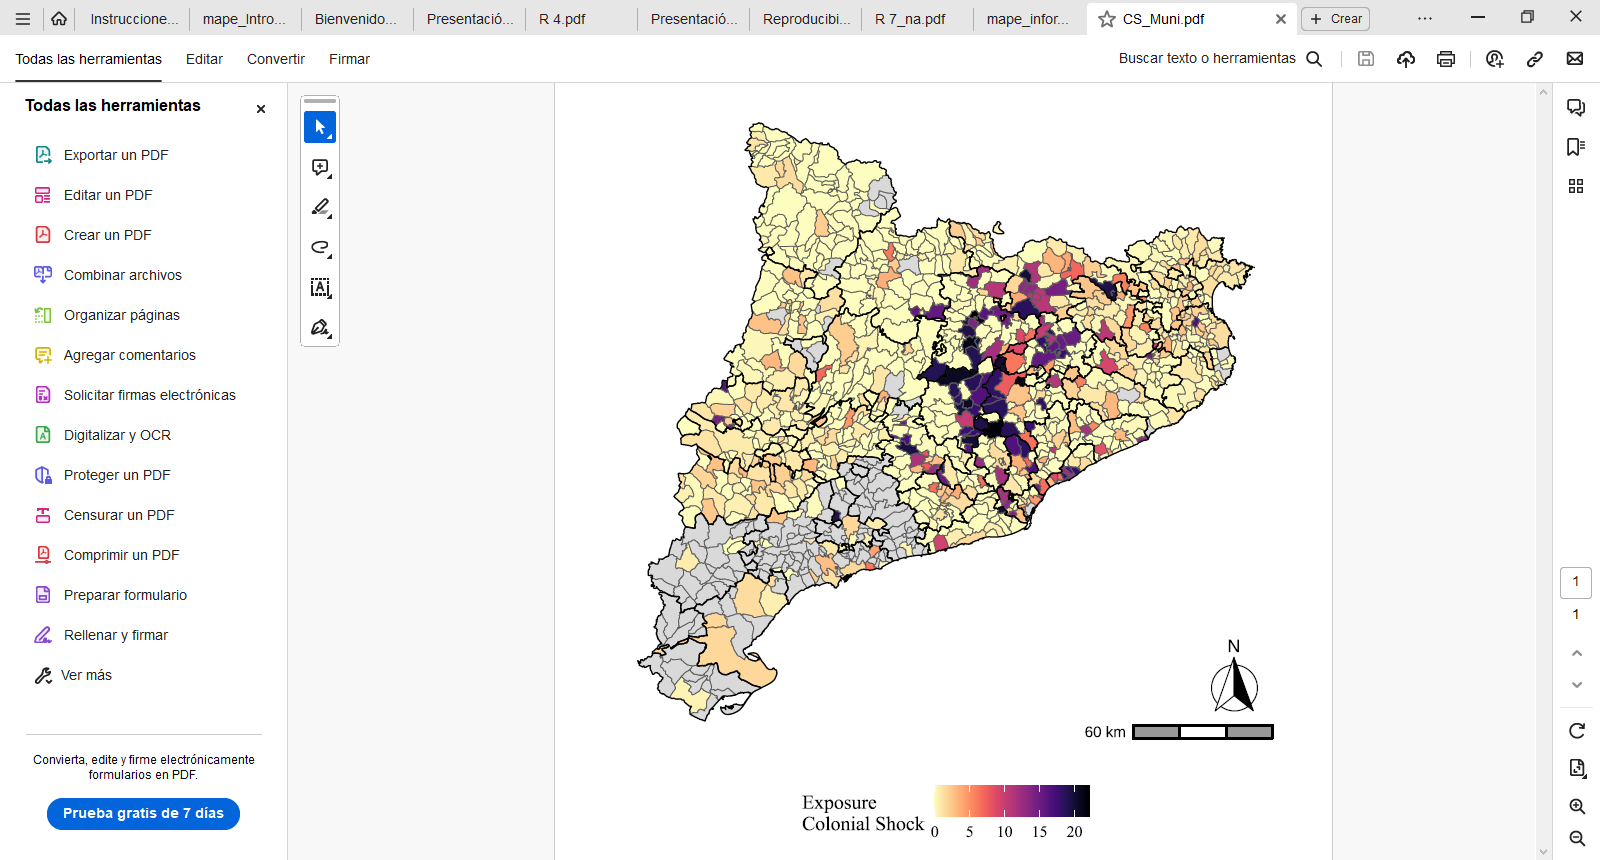 Instruccione...
mape_Intro...
Bienvenido...
Presentació...
R 4.pdf
Presentació...
Reproducibi...
R 7_na.pdf
mape_infor...
CS_Muni.pdf
Crear
Todas las herramientas
Editar
Convertir
Firmar
Buscar texto o herramientas
Todas las herramientas
Exportar un PDF
Editar un PDF
Crear un PDF
Combinar archivos
Organizar páginas
Agregar comentarios
Solicitar firmas electrónicas
Digitalizar y OCR
Proteger un PDF
Censurar un PDF
Comprimir un PDF
Preparar formulario
Rellenar y firmar
Ver más
Convierta, edite y firme electrónicamente
formularios en PDF.
Prueba gratis de 7 días
N
60 km
Exposure
Colonial Shock
0 5 10 15 20
1
1